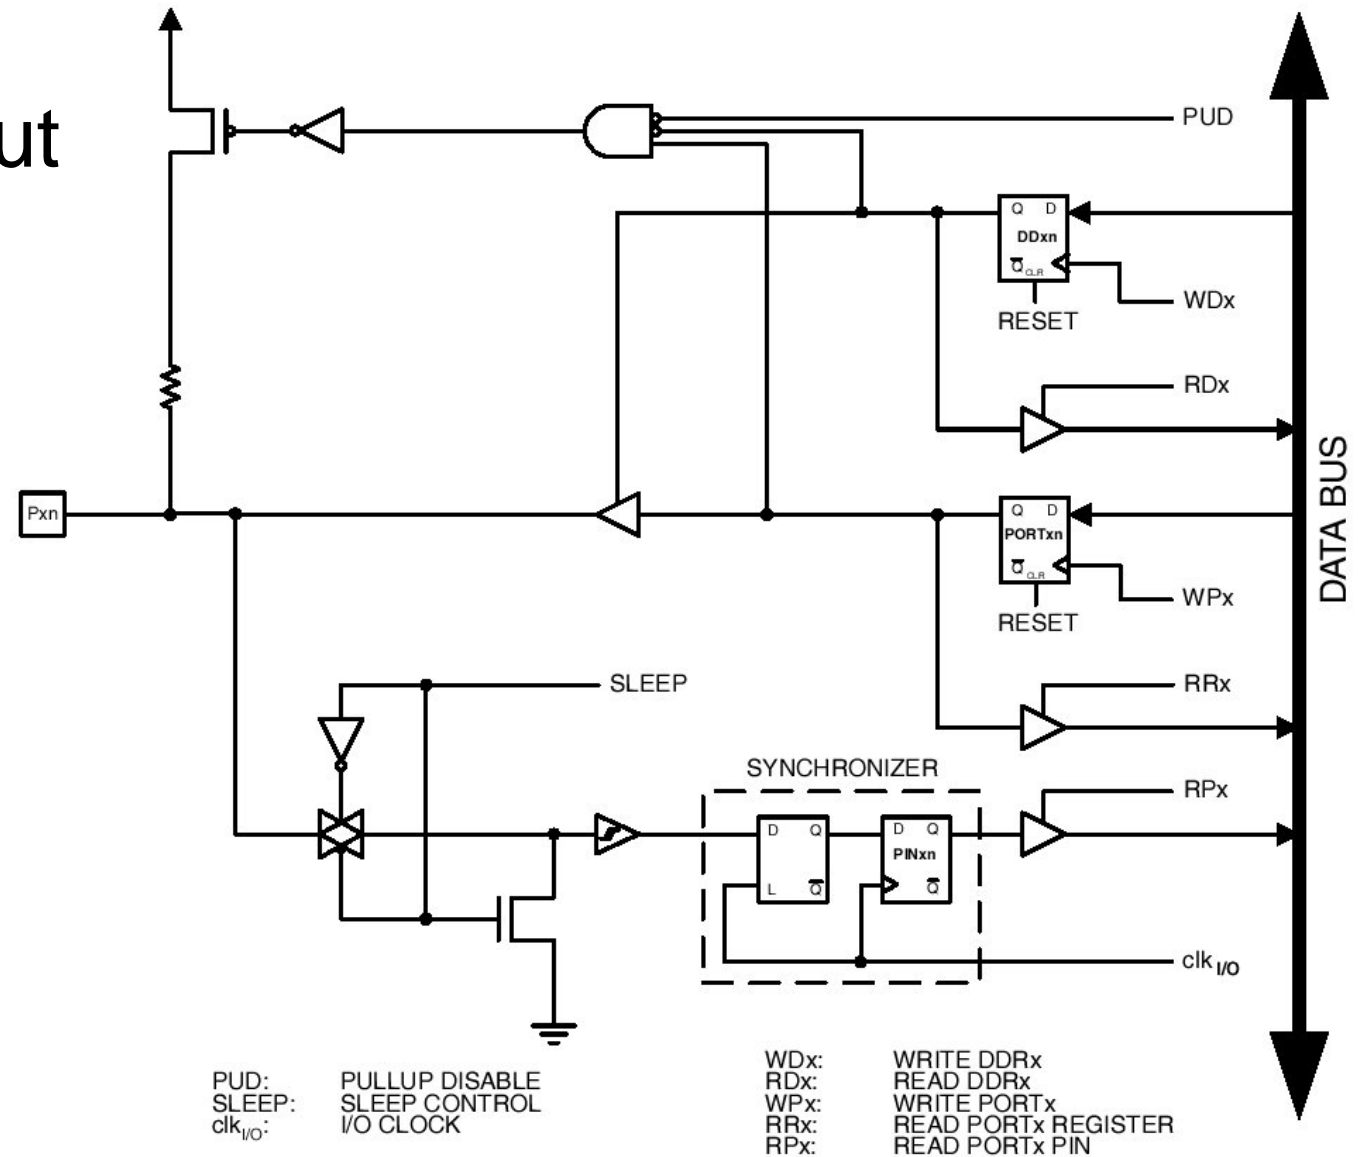 ut
PUD
Q D
DDxn
Q CLR
WDx
RESET
RDx
DATA BUS
Pxn
Q D
PORTxn
Q CLR
WPx
RESET
SLEEP
RRx
SYNCHRONIZER
RPx
D Q
L Q
D Q
PINxn
Q
clk I/O
PUD: PULLUP DISABLE
SLEEP: SLEEP CONTROL
clkI/O: I/O CLOCK
WDx: WRITE DDRx
RDx: READ DDRx
WPx: WRITE PORTx
RRx: READ PORTx REGISTER
RPx: READ PORTx PIN